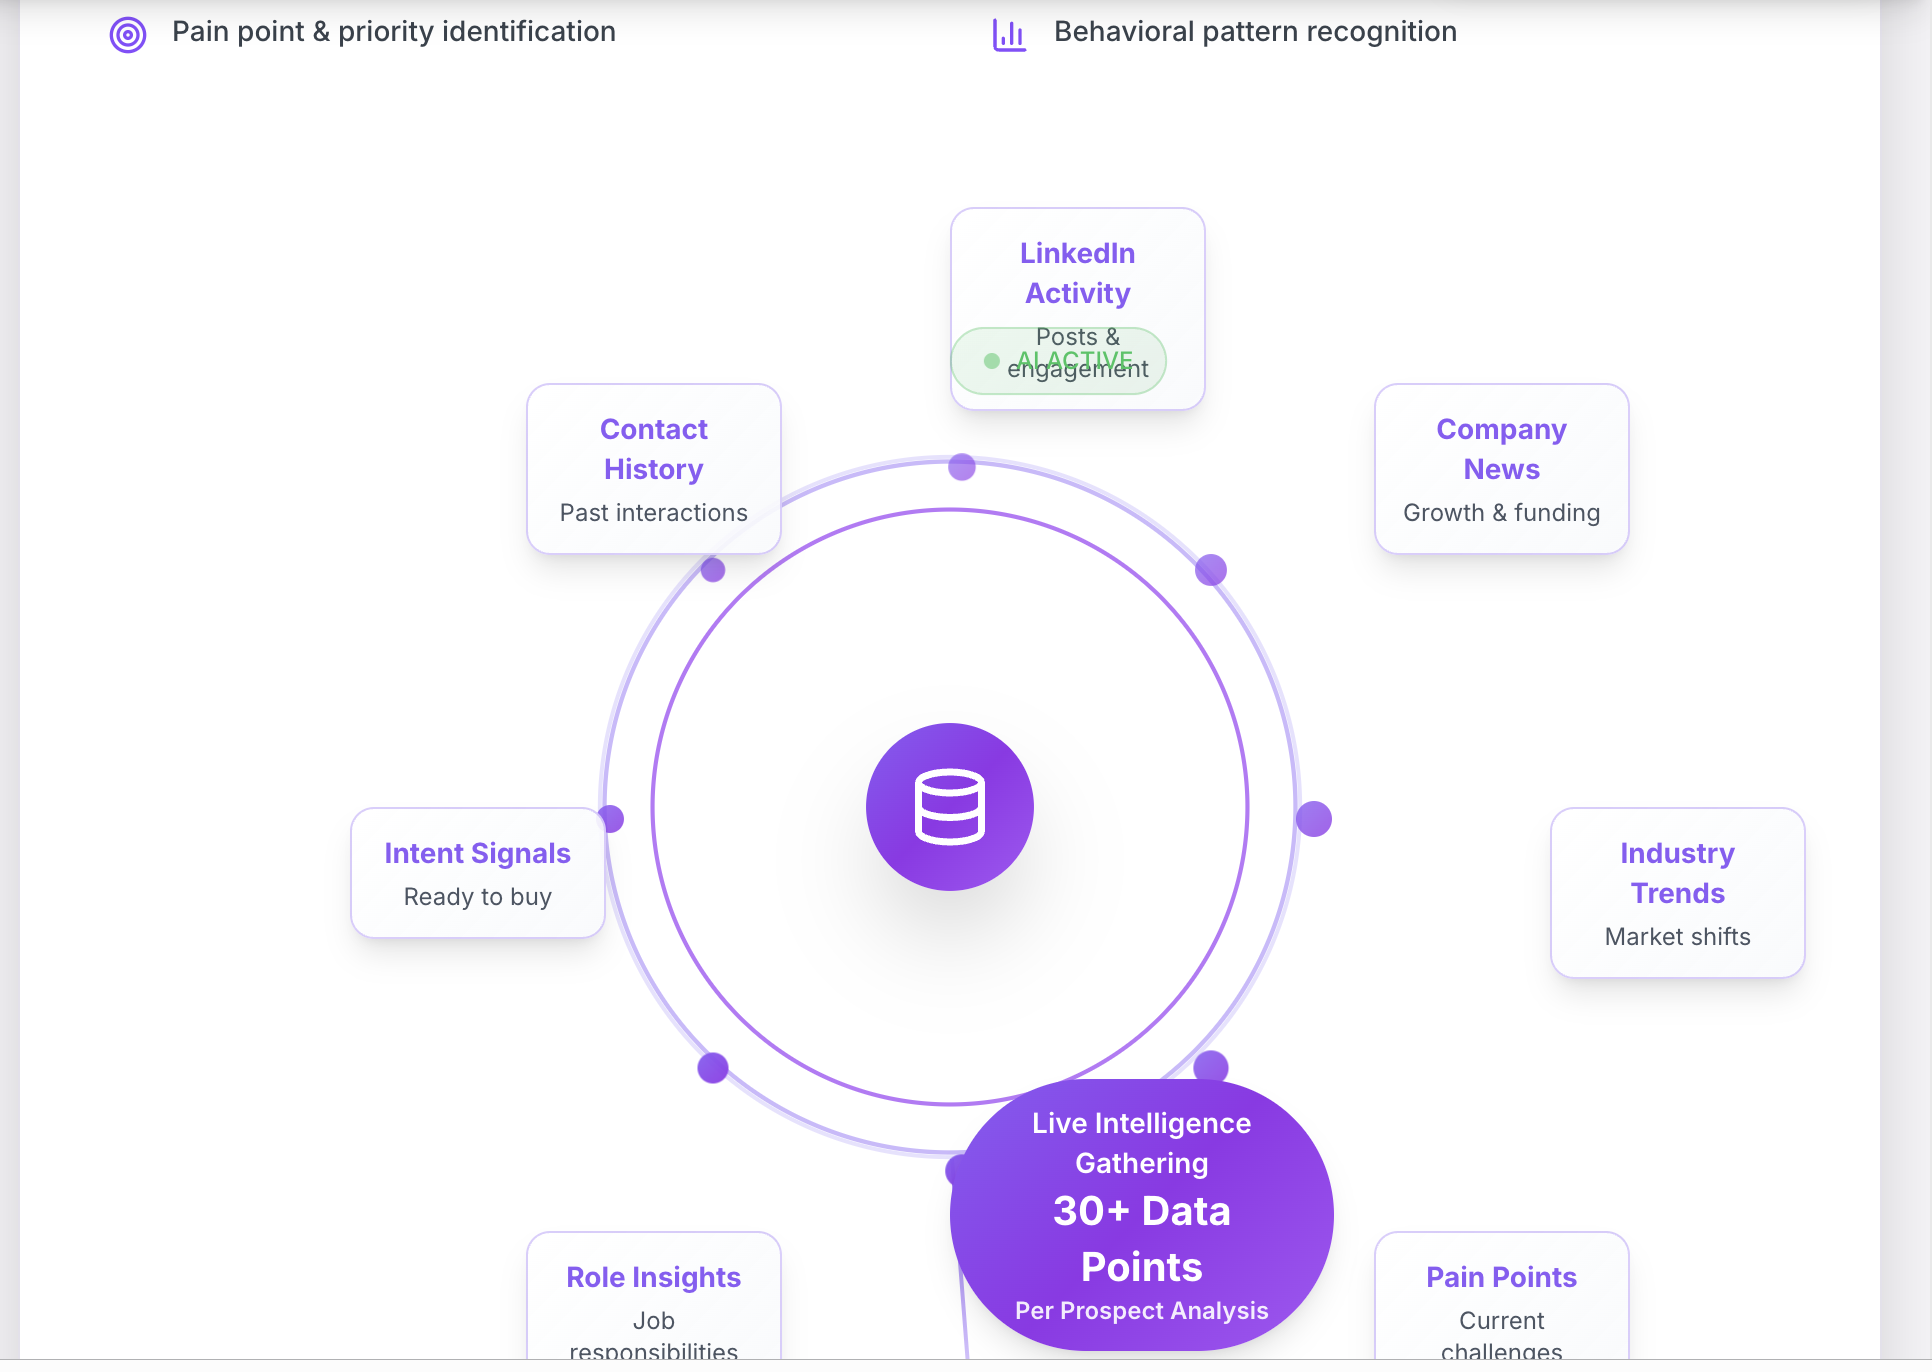 Pain point & priority identification
Behavioral pattern recognition
LinkedIn
Activity
Posts &
engagement
AI ACTIVE
Contact
History
Past interactions
Company
News
Growth & funding
Intent Signals
Ready to buy
Industry
Trends
Market shifts
Live Intelligence
Gathering
30+ Data
Points
Per Prospect Analysis
Role Insights
Job
responsibilities
Pain Points
Current
challenges